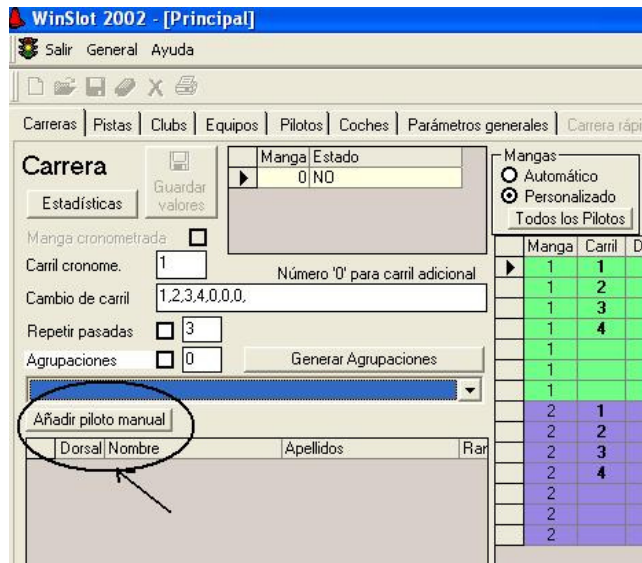 WinSlot 2002 - [Principal]
Salir General Ayuda
Carreras Pistas Clubs Equipos Pilotos Coches Parámetros generales Carrera rápi
Carrera
Guardar valores
Estadísticas
Manga Estado
0 NO
Mangas
Automático
Personalizado
Todos los Pilotos
Manga cronometrada
Carril cronome. 1
Número '0' para carril adicional
Cambio de carril 1,2,3,4,0,0,0,
Repetir pasadas 3
Agrupaciones 0 Generar Agrupaciones
Añadir piloto manual
Dorsal Nombre Apellidos Ran
Manga Carril D
1 1
1 2
1 3
1 4
1
1
1
2 1
2 2
2 3
2 4
2
2
2